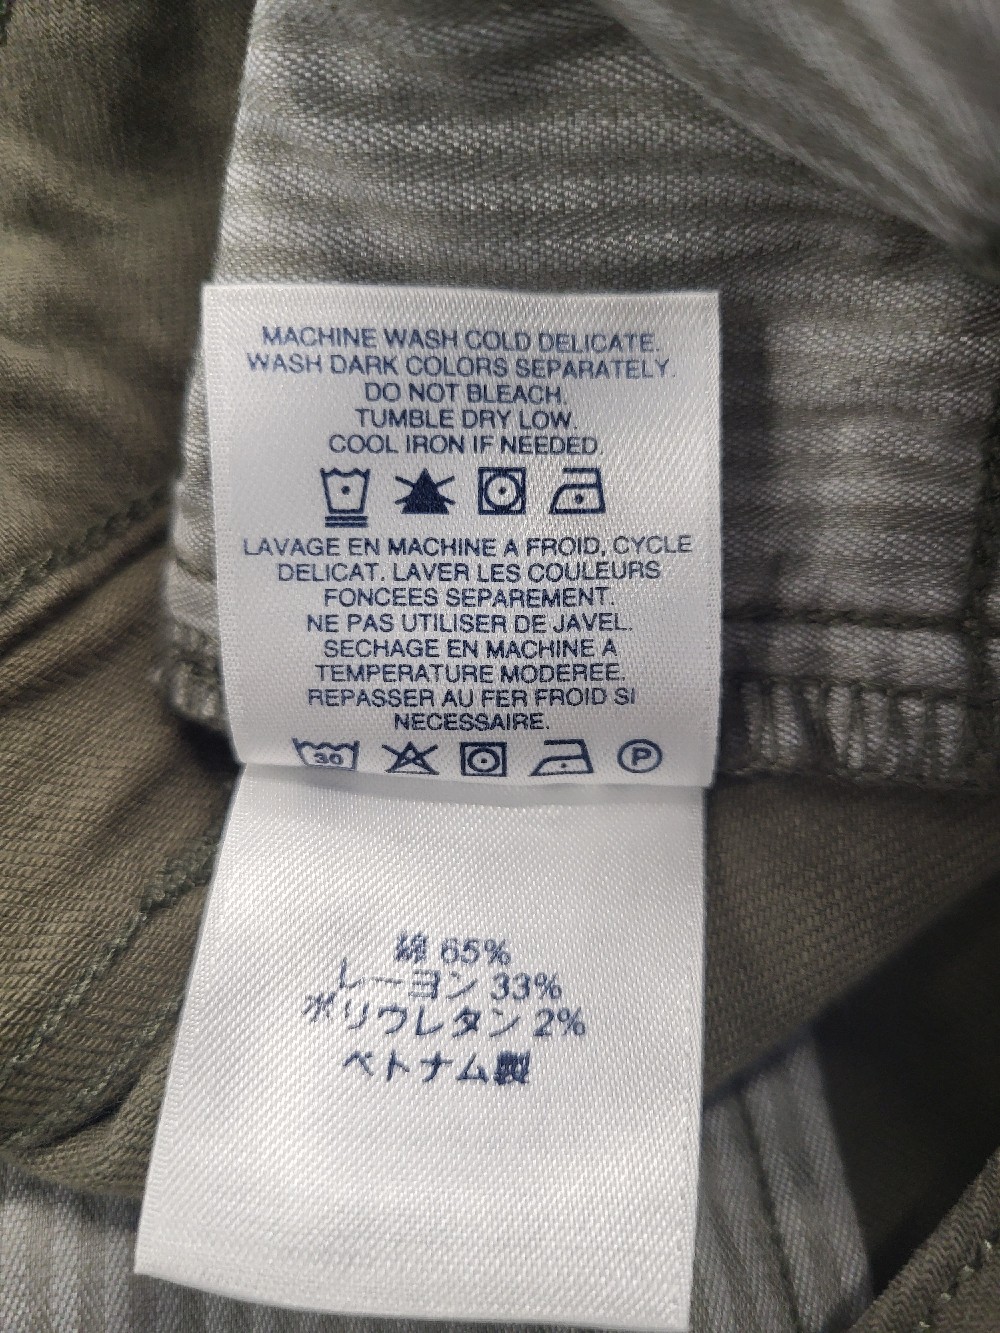 MACHINE WASH COLD DELICATE.
WASH DARK COLORS SEPARATELY.
DO NOT BLEACH.
TUMBLE DRY LOW.
COOL IRON IF NEEDED.
LAVAGE EN MACHINE A FROID, CYCLE
DELICAT. LAVER LES COULEURS
FONCEES SEPAREMENT.
NE PAS UTILISER DE JAVEL.
SECHAGE EN MACHINE A
TEMPERATURE MODEREE.
REPASSER AU FER FROID SI
NECESSAIRE.
30 P
綿 65%
レーヨン 33%
ポリウレタン 2%
ベトナム製